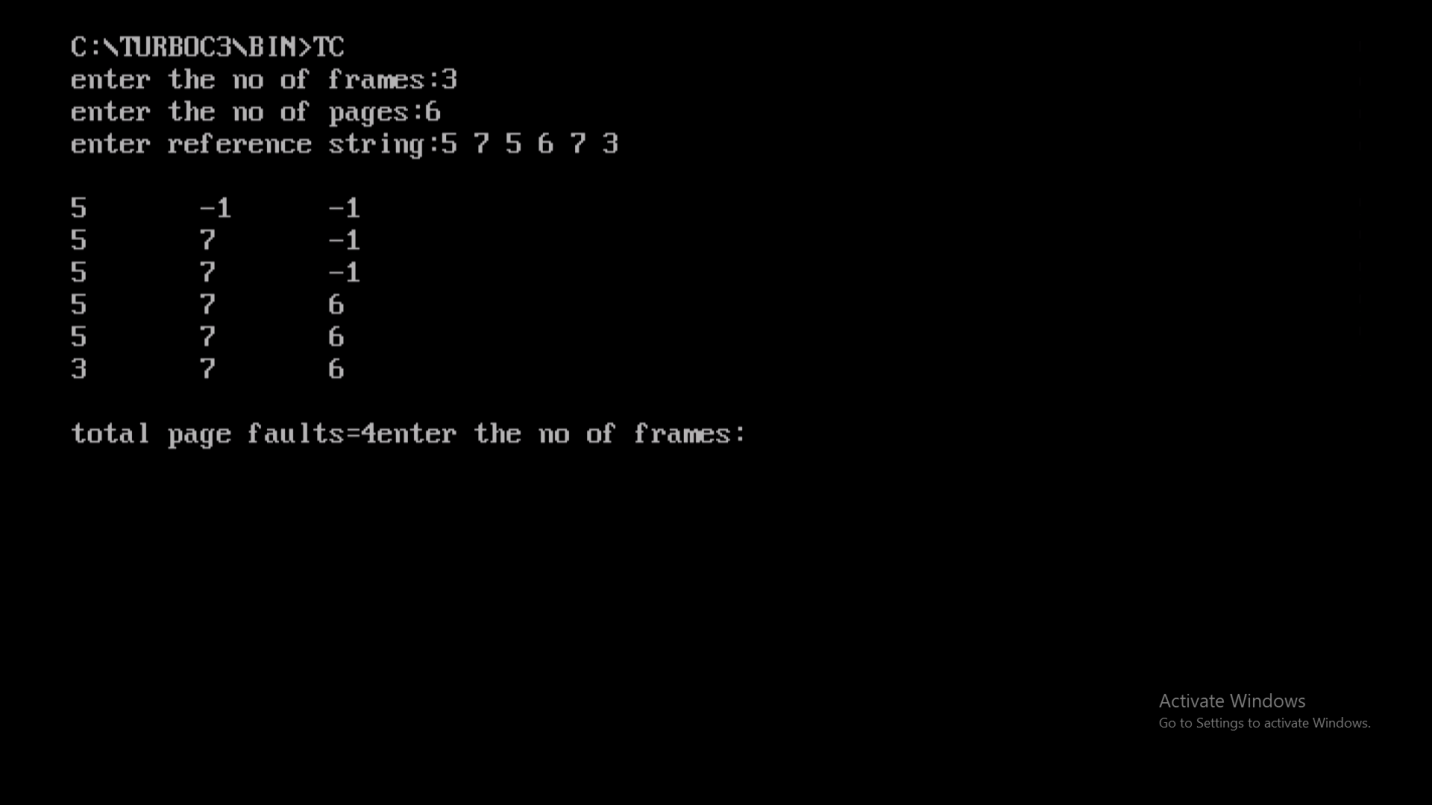 C:\TURBOC3\BIN>TC
enter the no of frames:3
enter the no of pages:6
enter reference string:5 7 5 6 7 3
5 -1 -1
5 7 -1
5 7 -1
5 7 6
5 7 6
3 7 6
total page faults=4enter the no of frames:
Activate Windows
Go to Settings to activate Windows.